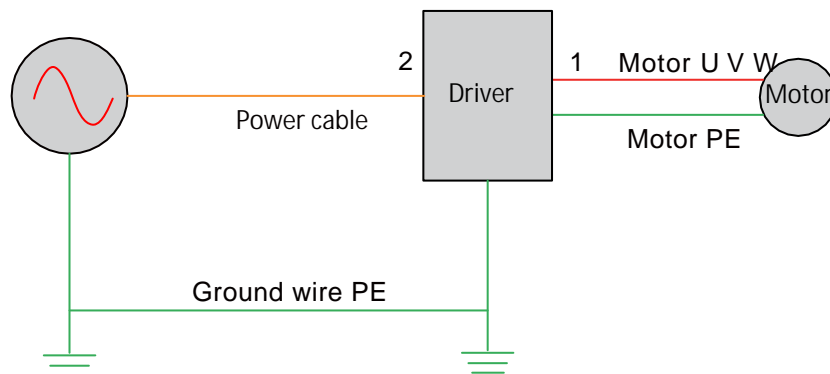 2
1
Motor U V W
Driver
Motor
Power cable
Motor PE
Ground wire PE